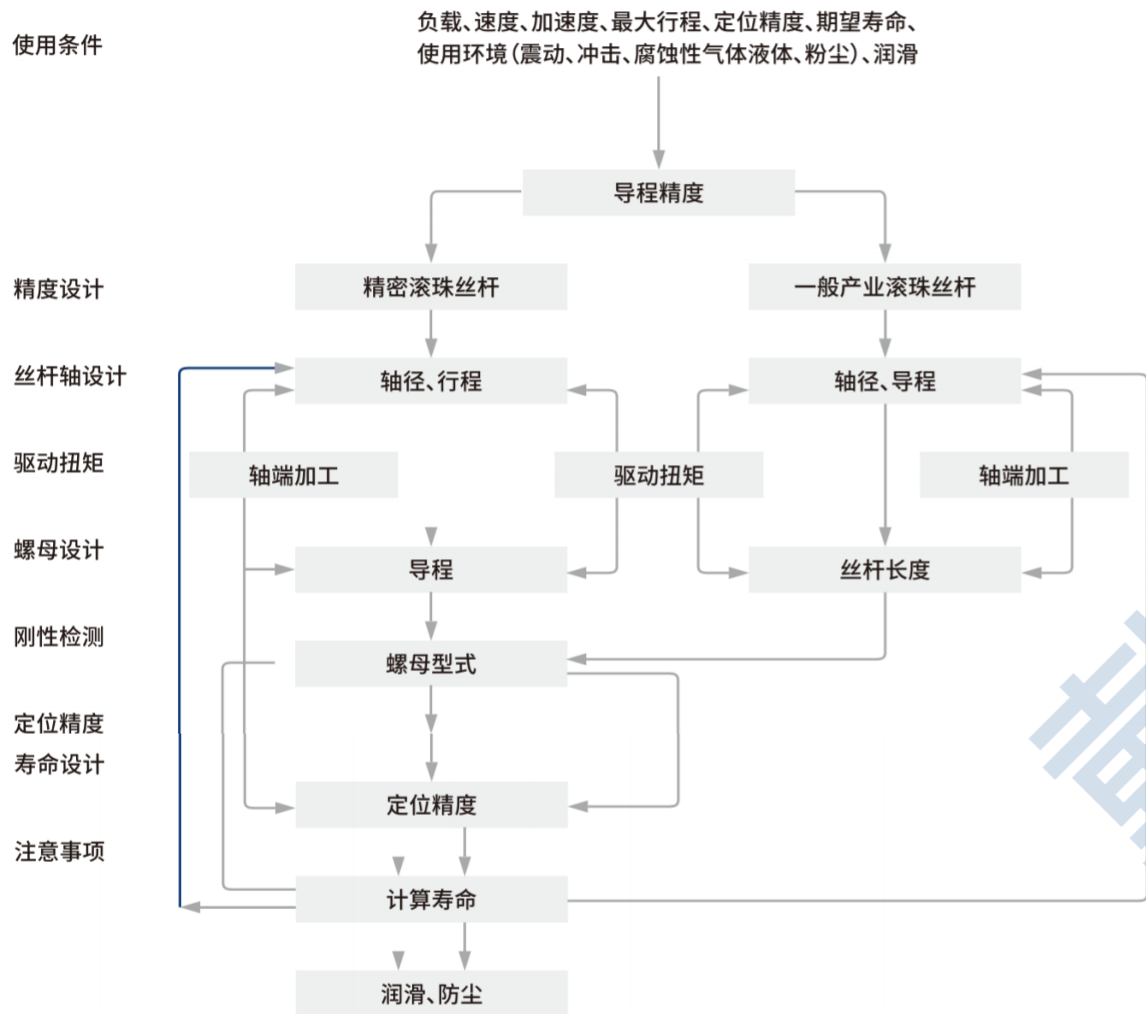 使用条件
负载、速度、加速度、最大行程、定位精度、期望寿命、
使用环境(震动、冲击、腐蚀性气体液体、粉尘)、润滑
导程精度
精度设计
精密滚珠丝杆
一般产业滚珠丝杆
丝杆轴设计
轴径、行程
轴径、导程
驱动扭矩
轴端加工
驱动扭矩
轴端加工
螺母设计
导程
丝杆长度
刚性检测
螺母型式
定位精度
寿命设计
定位精度
注意事项
计算寿命
润滑、防尘